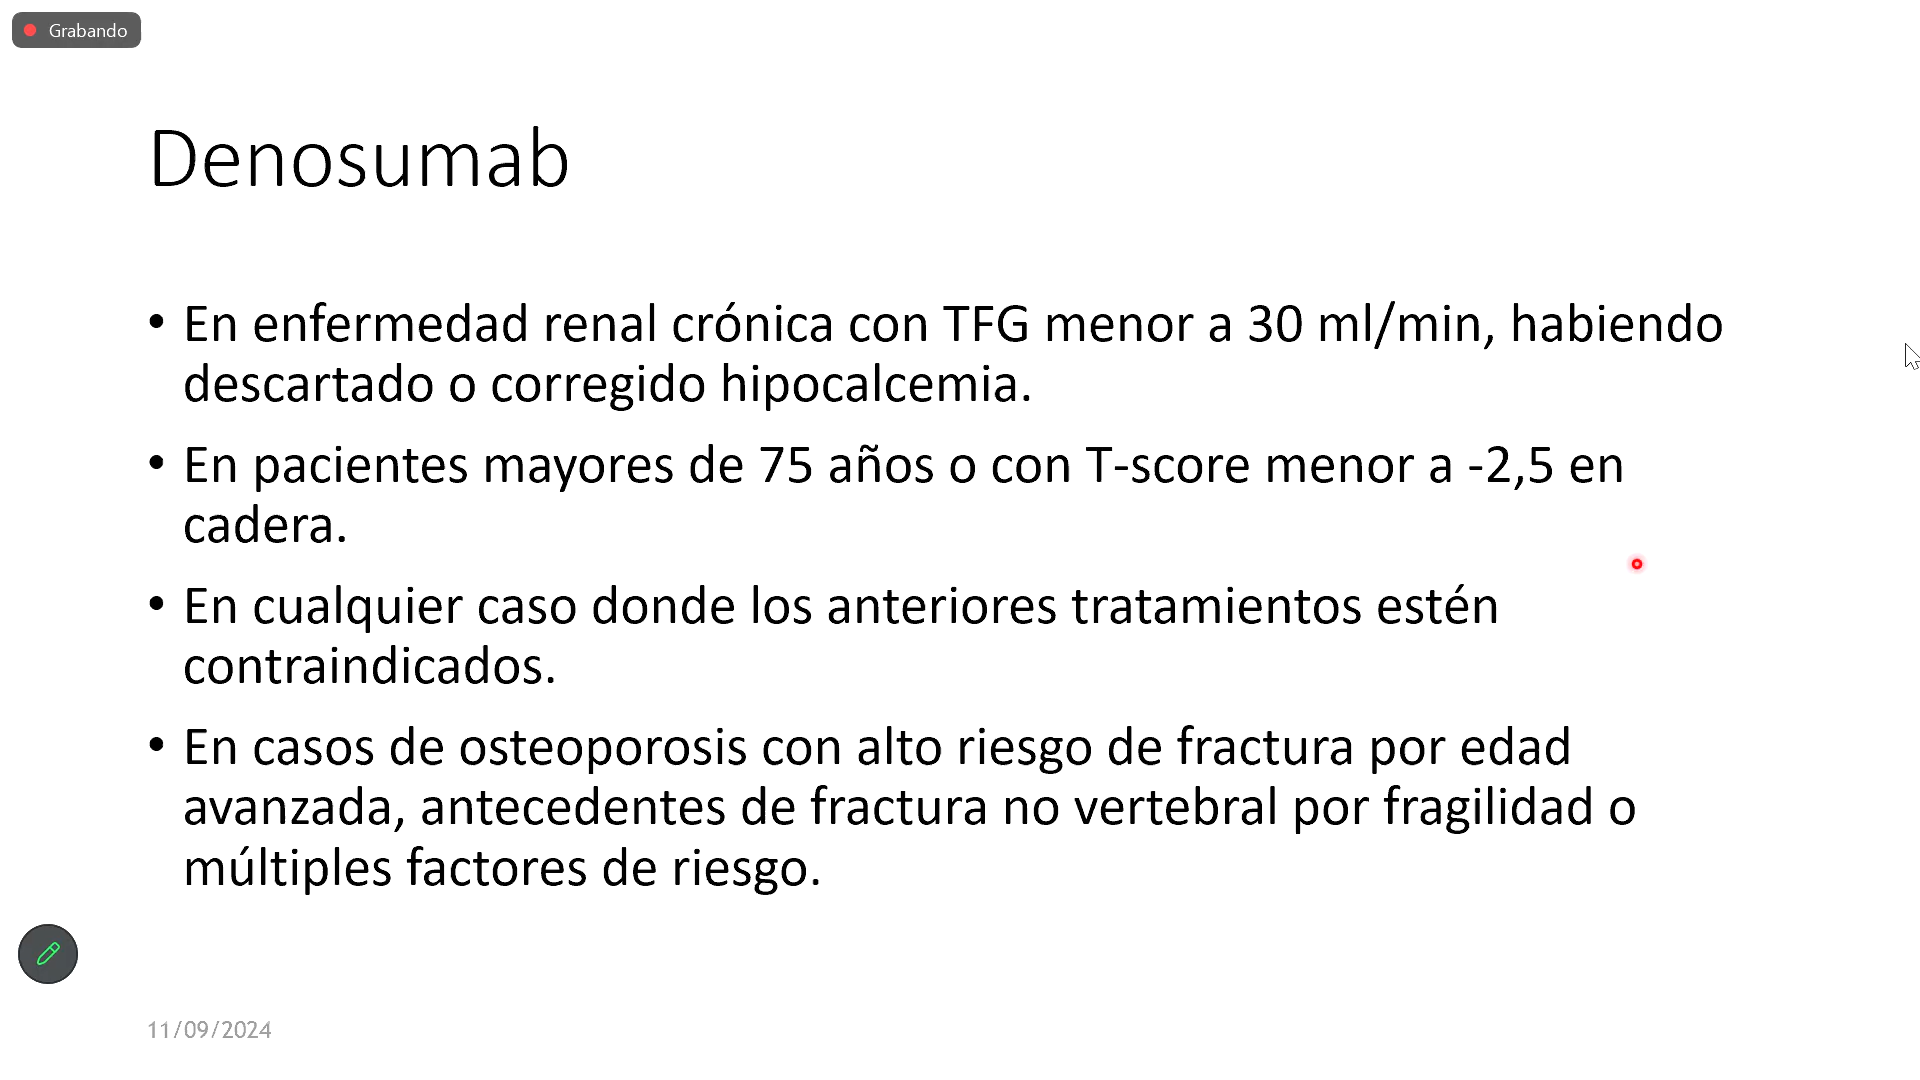 Grabando
Denosumab
• En enfermedad renal crónica con TFG menor a 30 ml/min, habiendo
descartado o corregido hipocalcemia.
• En pacientes mayores de 75 años o con T-score menor a -2,5 en
cadera.
• En cualquier caso donde los anteriores tratamientos estén
contraindicados.
• En casos de osteoporosis con alto riesgo de fractura por edad
avanzada, antecedentes de fractura no vertebral por fragilidad o
múltiples factores de riesgo.
11/09/2024